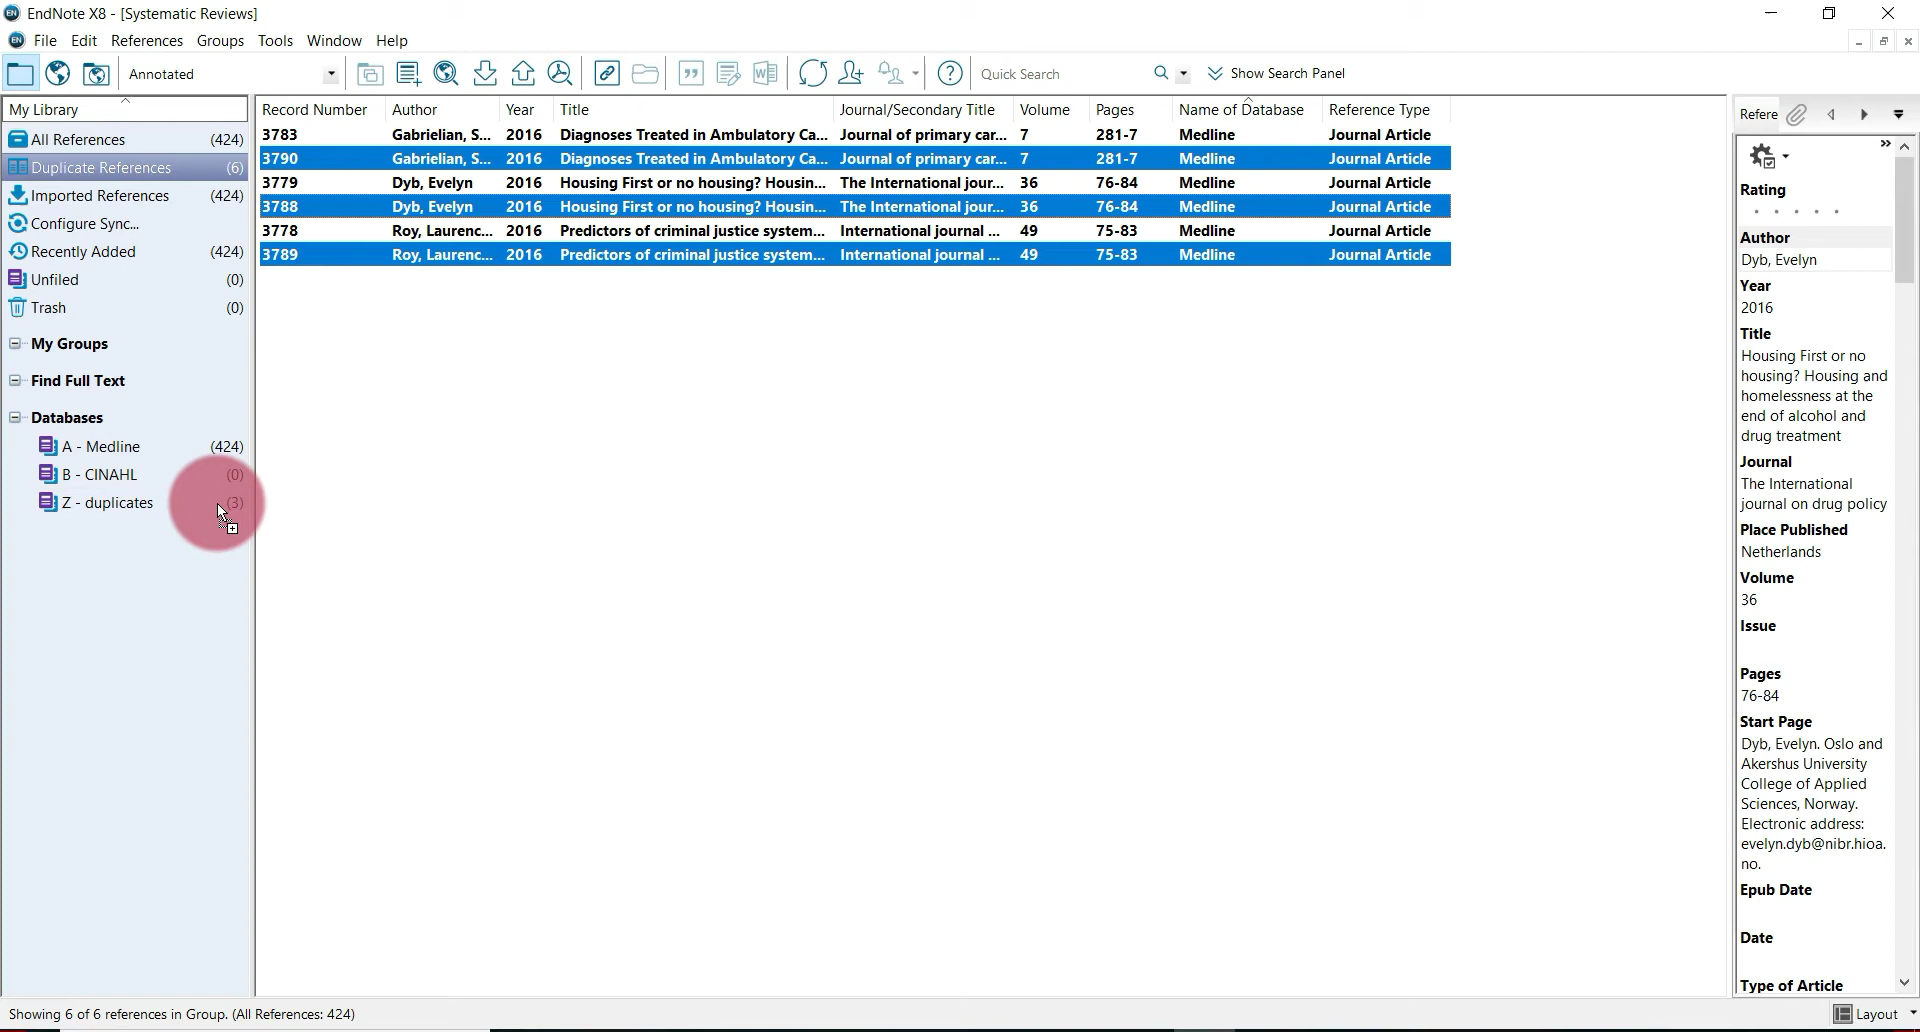 EndNote X8 - [Systematic Reviews]
File Edit References Groups Tools Window Help
Annotated Quick Search Show Search Panel
My Library
All References (424)
Duplicate References (6)
Imported References (424)
Configure Sync...
Recently Added (424)
Unfiled (0)
Trash (0)
My Groups
Find Full Text
Databases
A - Medline (424)
B - CINAHL (0)
Z - duplicates (3)
Record Number Author Year Title Journal/Secondary Title Volume Pages Name of Database Reference Type
3783 Gabrielian, S... 2016 Diagnoses Treated in Ambulatory Ca... Journal of primary car... 7 281-7 Medline Journal Article
3790 Gabrielian, S... 2016 Diagnoses Treated in Ambulatory Ca... Journal of primary car... 7 281-7 Medline Journal Article
3779 Dyb, Evelyn 2016 Housing First or no housing? Housin... The International jour... 36 76-84 Medline Journal Article
3788 Dyb, Evelyn 2016 Housing First or no housing? Housin... The International jour... 36 76-84 Medline Journal Article
3778 Roy, Laurenc... 2016 Predictors of criminal justice system... International journal ... 49 75-83 Medline Journal Article
3789 Roy, Laurenc... 2016 Predictors of criminal justice system... International journal ... 49 75-83 Medline Journal Article
Refere
Rating
Author
Dyb, Evelyn
Year
2016
Title
Housing First or no
housing? Housing and
homelessness at the
end of alcohol and
drug treatment
Journal
The International
journal on drug policy
Place Published
Netherlands
Volume
36
Issue
Pages
76-84
Start Page
Dyb, Evelyn. Oslo and
Akershus University
College of Applied
Sciences, Norway.
Electronic address:
evelyn.dyb@nibr.hioa.
no.
Epub Date
Date
Type of Article
Showing 6 of 6 references in Group. (All References: 424)
Layout